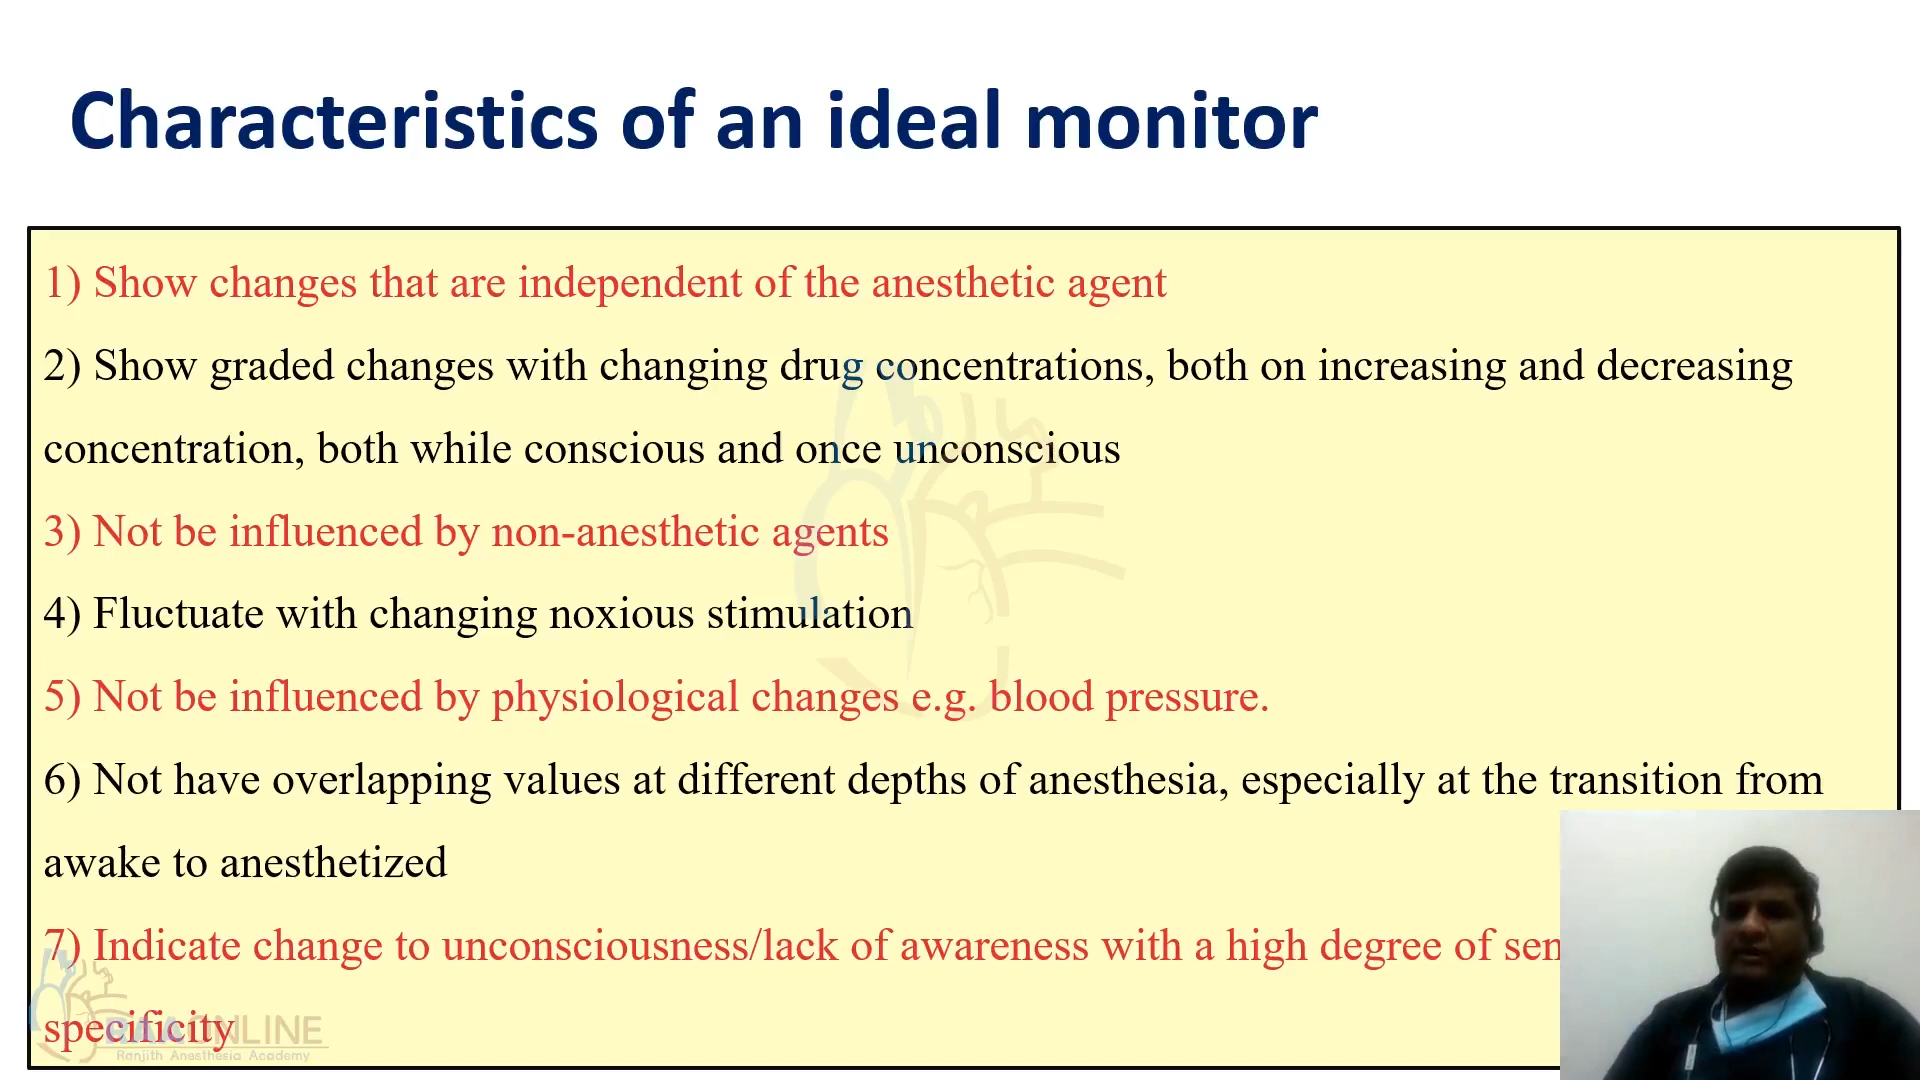 Characteristics of an ideal monitor
1) Show changes that are independent of the anesthetic agent
2) Show graded changes with changing drug concentrations, both on increasing and decreasing
concentration, both while conscious and once unconscious
3) Not be influenced by non-anesthetic agents
4) Fluctuate with changing noxious stimulation
5) Not be influenced by physiological changes e.g. blood pressure.
6) Not have overlapping values at different depths of anesthesia, especially at the transition from
awake to anesthetized
7) Indicate change to unconsciousness/lack of awareness with a high degree of
specificity
RAAONLINE
Ranjith Anesthesia Academy